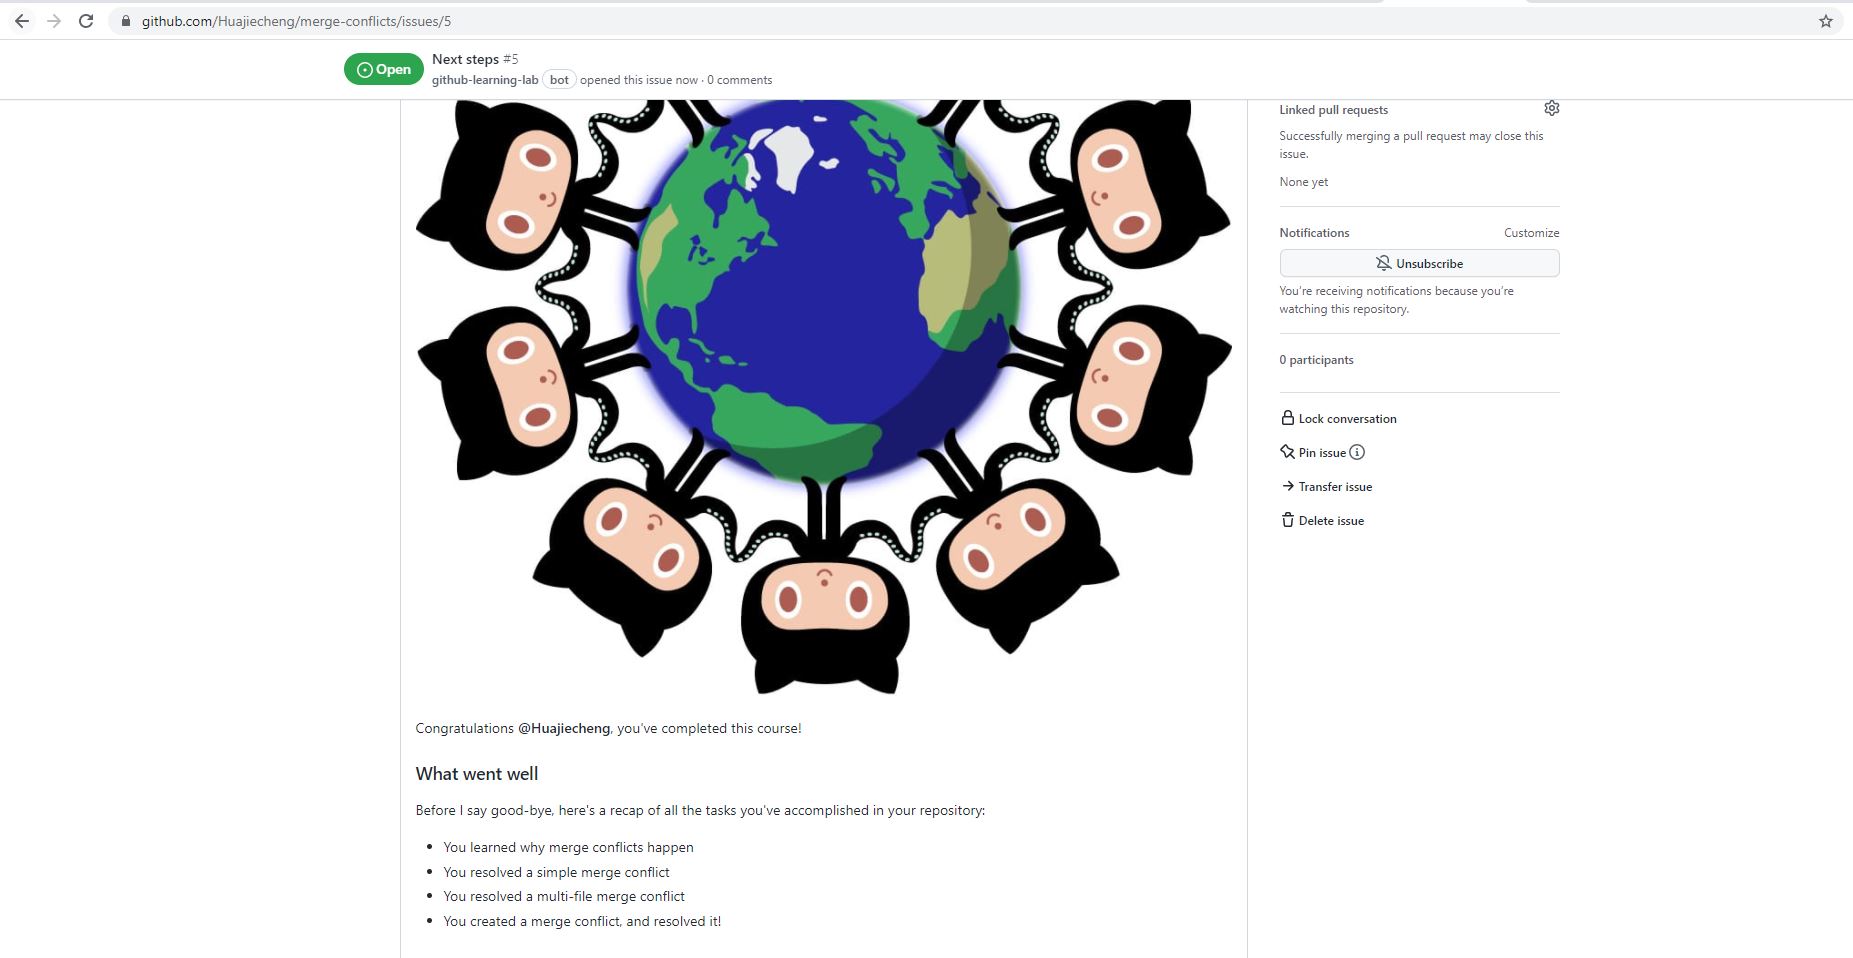 github.com/Huajiecheng/merge-conflicts/issues/5
Open
Next steps #5
github-learning-lab bot opened this issue now · 0 comments
Linked pull requests
Successfully merging a pull request may close this
issue.
None yet
Notifications Customize
Unsubscribe
You're receiving notifications because you're
watching this repository.
0 participants
Lock conversation
Pin issue
Transfer issue
Delete issue
Congratulations @Huajiecheng, you've completed this course!
What went well
Before I say good-bye, here's a recap of all the tasks you've accomplished in your repository:
• You learned why merge conflicts happen
• You resolved a simple merge conflict
• You resolved a multi-file merge conflict
• You created a merge conflict, and resolved it!